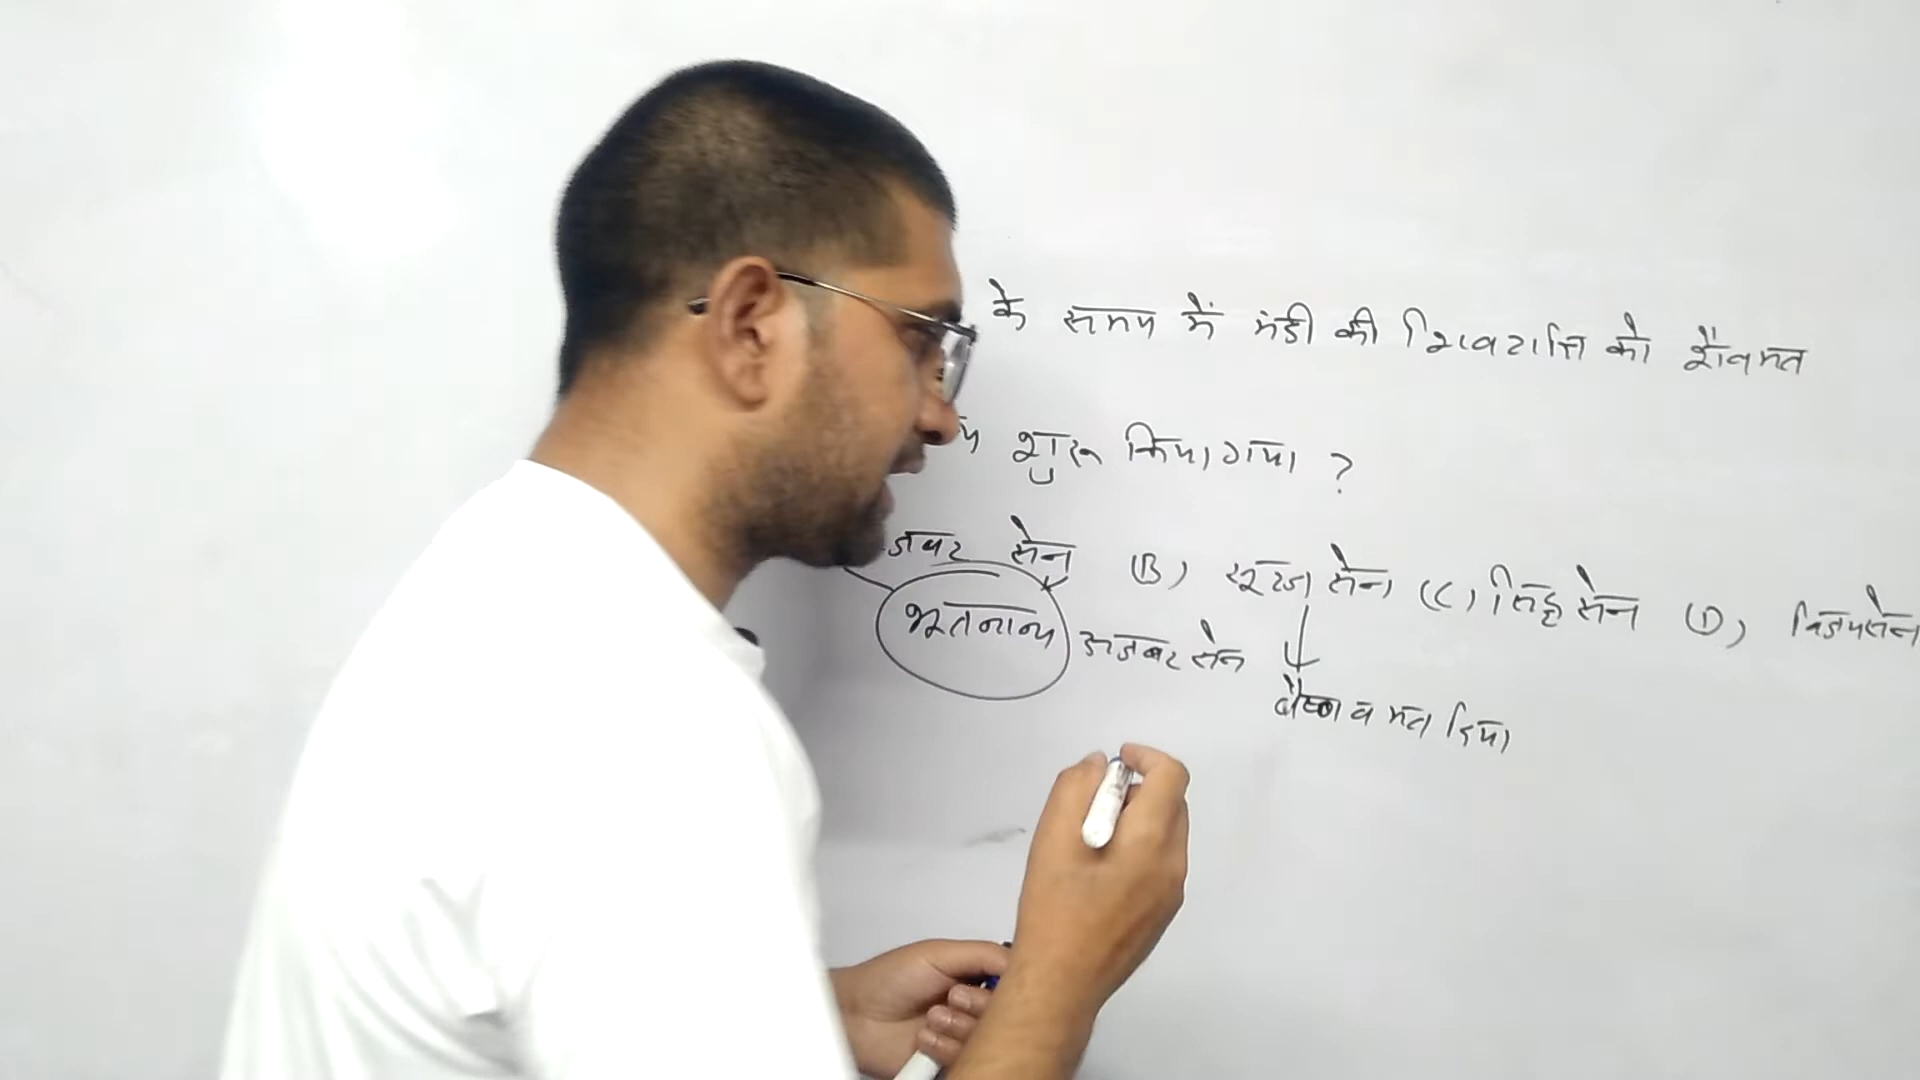 के समय में मंडी की शिवरात्रि को शैवमत
शुरू किया गया ?
जबर सेन (B) सूरज सेन (C) सिद्ध सेन (D) विजयसेन
भूतनाथ अजबर सेन
वैष्णव मत दिया